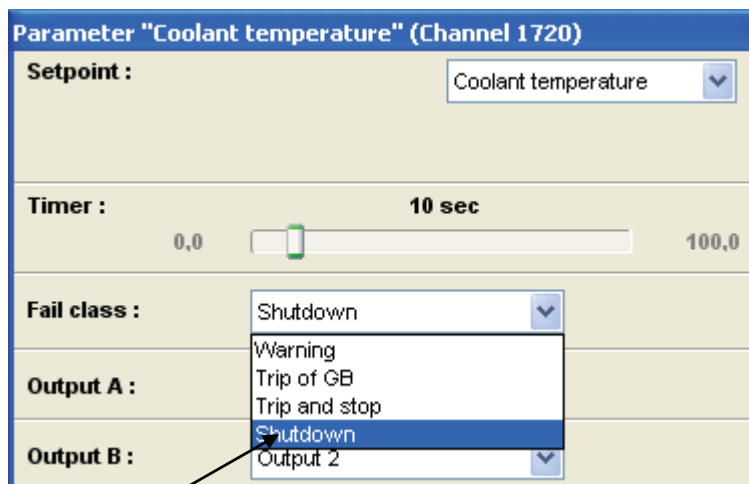 Parameter "Coolant temperature" (Channel 1720)
Setpoint :
Coolant temperature
Timer :
10 sec
0,0
100,0
Fail class :
Shutdown
Warning
Trip of GB
Trip and stop
Shutdown
Output A :
Output B :
Output 2